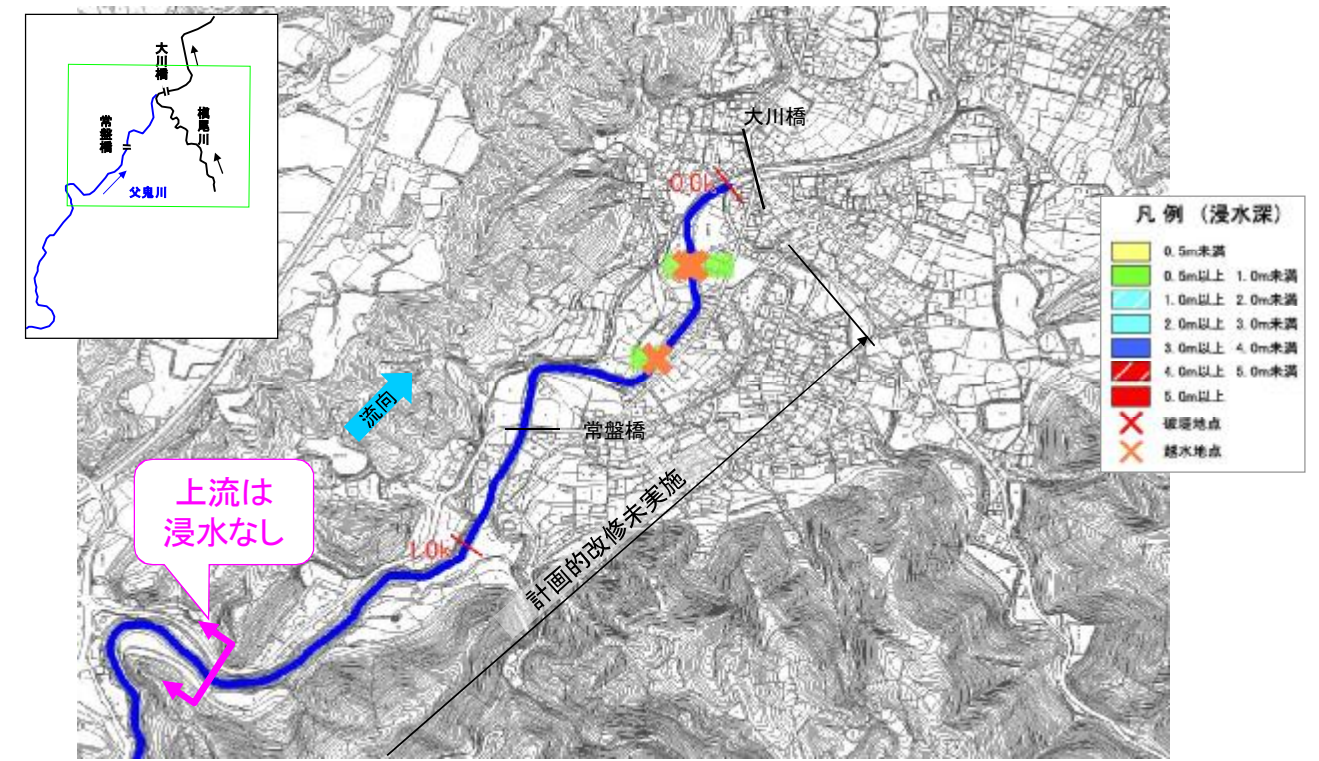 大川橋
常盤橋
槇尾川
父鬼川
大川橋
0.0k
凡 例 (浸水深)
0.5m未満
0.5m以上 1.0m未満
1.0m以上 2.0m未満
2.0m以上 3.0m未満
3.0m以上 4.0m未満
4.0m以上 5.0m未満
5.0m以上
破堤地点
越水地点
流向
常盤橋
計画的改修未実施
上流は
浸水なし
1.0k